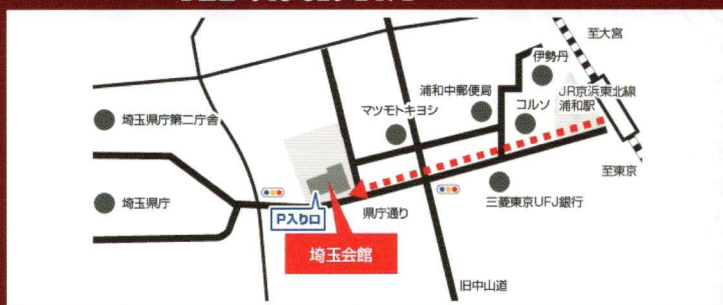 至大宮
伊勢丹
JR京浜東北線
浦和駅
浦和中郵便局
コルソ
マツモトキヨシ
埼玉県庁第二庁舎
至東京
埼玉県庁
三菱東京UFJ銀行
県庁通り
P入り口
埼玉会館
旧中山道